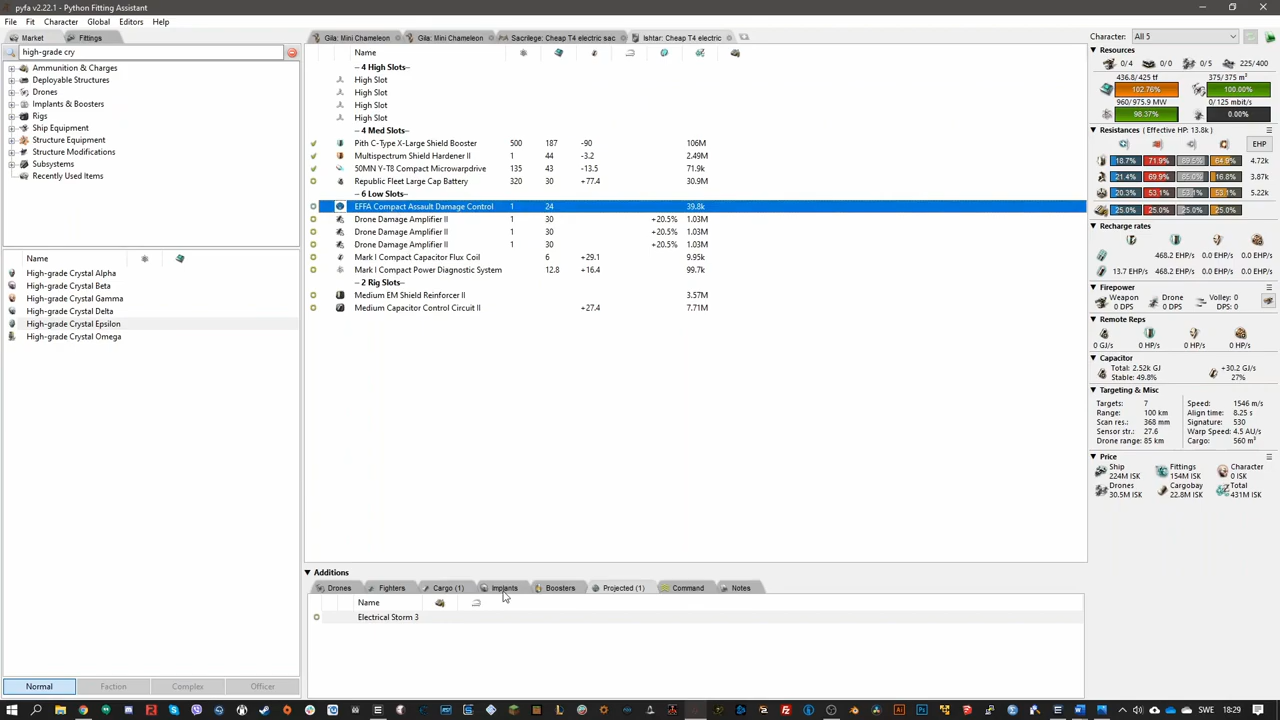 pyfa v2.22.1 - Python Fitting Assistant
File Fit Character Global Editors Help
Market Fittings
high-grade cry
Ammunition & Charges
Deployable Structures
Drones
Implants & Boosters
Rigs
Ship Equipment
Structure Equipment
Structure Modifications
Subsystems
Recently Used Items
Name
High-grade Crystal Alpha
High-grade Crystal Beta
High-grade Crystal Gamma
High-grade Crystal Delta
High-grade Crystal Epsilon
High-grade Crystal Omega
Normal Faction Complex Officer
Gila: Mini Chameleon Gila: Mini Chameleon Sacrilege: Cheap T4 electric sac Ishtar: Cheap T4 electric
Name
4 High Slots
High Slot
High Slot
High Slot
High Slot
4 Med Slots
Pith C-Type X-Large Shield Booster 500 187 -90 106M
Multispectrum Shield Hardener II 1 44 -3.2 2.49M
50MN Y-T8 Compact Microwarpdrive 135 43 -13.5 71.9k
Republic Fleet Large Cap Battery 320 30 +77.4 30.9M
6 Low Slots
EFFA Compact Assault Damage Control 1 24 39.8k
Drone Damage Amplifier II 1 30 +20.5% 1.03M
Drone Damage Amplifier II 1 30 +20.5% 1.03M
Drone Damage Amplifier II 1 30 +20.5% 1.03M
Mark I Compact Capacitor Flux Coil 6 +29.1 9.95k
Mark I Compact Power Diagnostic System 12.8 +16.4 99.7k
2 Rig Slots
Medium EM Shield Reinforcer II 3.57M
Medium Capacitor Control Circuit II +27.4 7.71M
Additions
Drones Fighters Cargo (1) Implants Boosters Projected (1) Command Notes
Name
Electrical Storm 3
Character: All 5
Resources
0/4 0/0 0/5 225/400
436.8/425 tf 375/375 m³
102.76% 100.00%
960/975.9 MW 0/125 mbit/s
98.37% 0.00%
Resistances ( Effective HP: 13.8k )
EHP
18.7% 71.9% 64.9% 4.72k
21.4% 69.9% 16.8% 3.87k
20.3% 53.1% 53.1% 53.1% 5.22k
25.0% 25.0% 25.0% 25.0%
Recharge rates
468.2 EHP/s 0.0 EHP/s 0.0 EHP/s
13.7 EHP/s 468.2 EHP/s 0.0 EHP/s 0.0 EHP/s
Firepower
Weapon 0 DPS Drone 0 DPS Volley: 0 DPS: 0
Remote Reps
0 GJ/s 0 HP/s 0 HP/s 0 HP/s
Capacitor
Total: 2.52k GJ +30.2 GJ/s
Stable: 49.8% 27%
Targeting & Misc
Targets: 7 Speed: 1546 m/s
Range: 100 km Align time: 8.25 s
Scan res.: 368 mm Signature: 530
Sensor str.: 27.6 Warp Speed: 4.5 AU/s
Drone range: 85 km Cargo: 560 m³
Price
Ship Fittings Character
224M ISK 154M ISK 0 ISK
Drones Cargobay Total
30.5M ISK 22.8M ISK 431M ISK
SWE 18:29